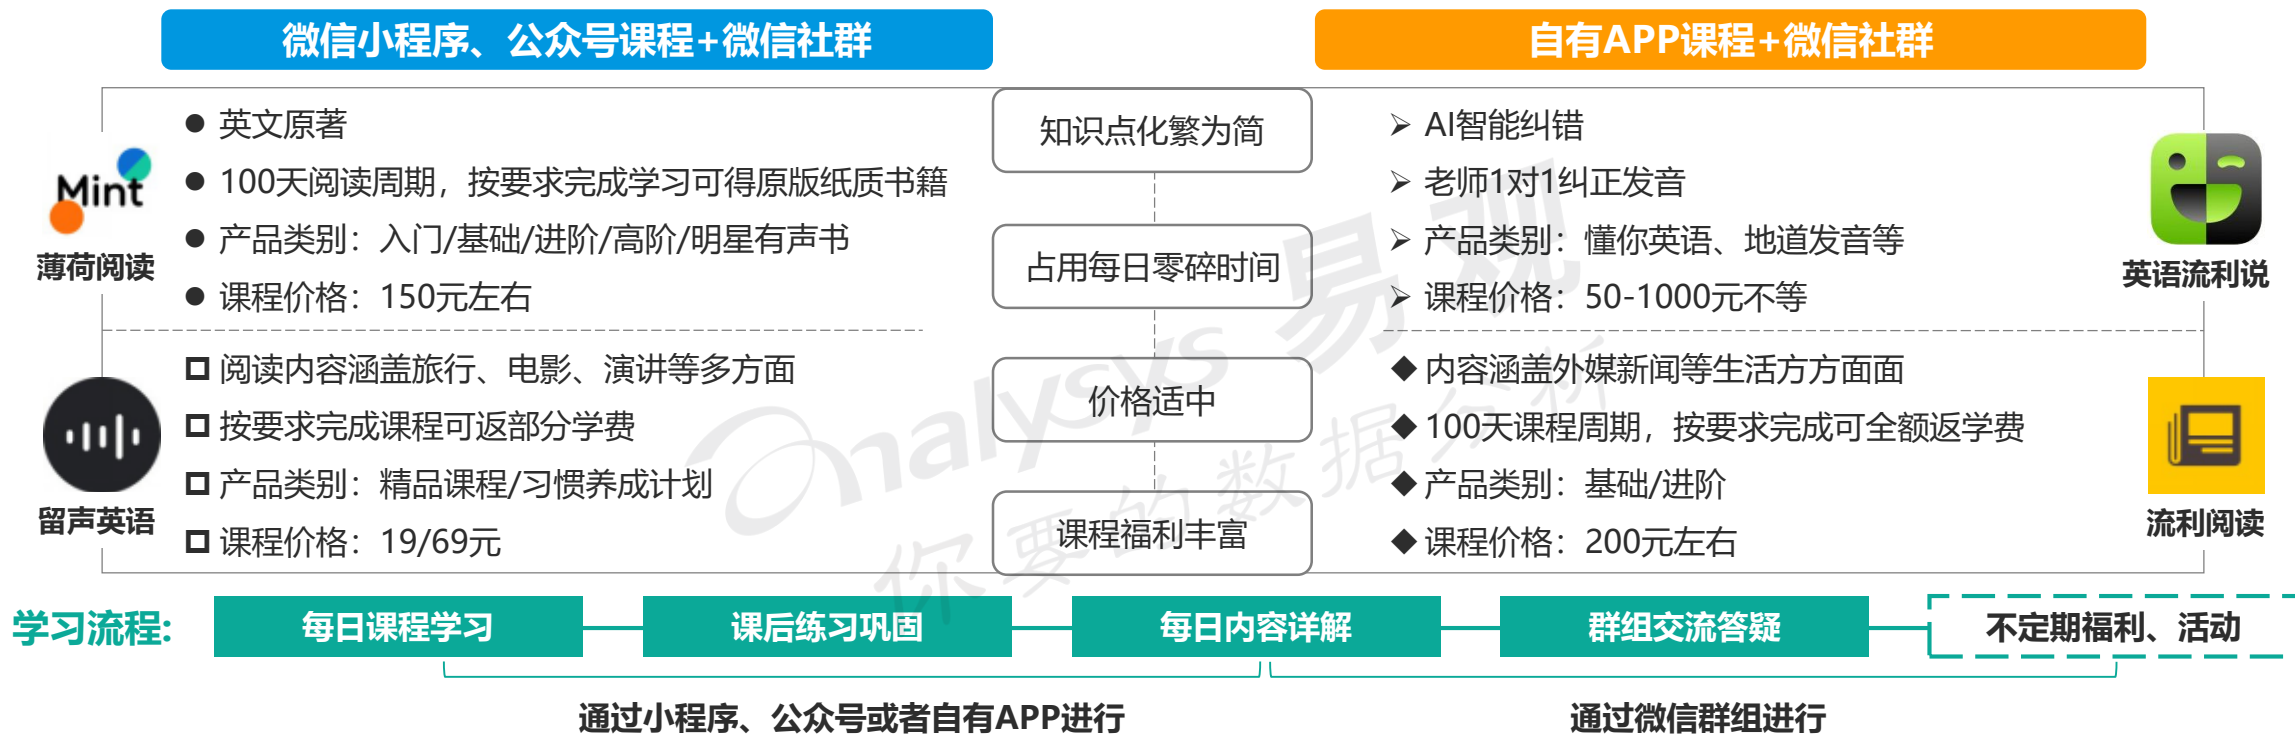 微信小程序、公众号课程+微信社群
自有APP课程+微信社群
Mint
薄荷阅读
● 英文原著
● 100天阅读周期，按要求完成学习可得原版纸质书籍
● 产品类别：入门/基础/进阶/高阶/明星有声书
● 课程价格：150元左右
留声英语
阅读内容涵盖旅行、电影、演讲等多方面
按要求完成课程可返部分学费
产品类别：精品课程/习惯养成计划
课程价格：19/69元
知识点化繁为简
占用每日零碎时间
价格适中
课程福利丰富
➢ AI智能纠错
➢ 老师1对1纠正发音
➢ 产品类别：懂你英语、地道发音等
➢ 课程价格：50-1000元不等
英语流利说
◆ 内容涵盖外媒新闻等生活方方面面
◆ 100天课程周期，按要求完成可全额返学费
◆ 产品类别：基础/进阶
◆ 课程价格：200元左右
流利阅读
Analysys 易观
你要的数据分析
学习流程:
每日课程学习
课后练习巩固
每日内容详解
群组交流答疑
不定期福利、活动
通过小程序、公众号或者自有APP进行
通过微信群组进行